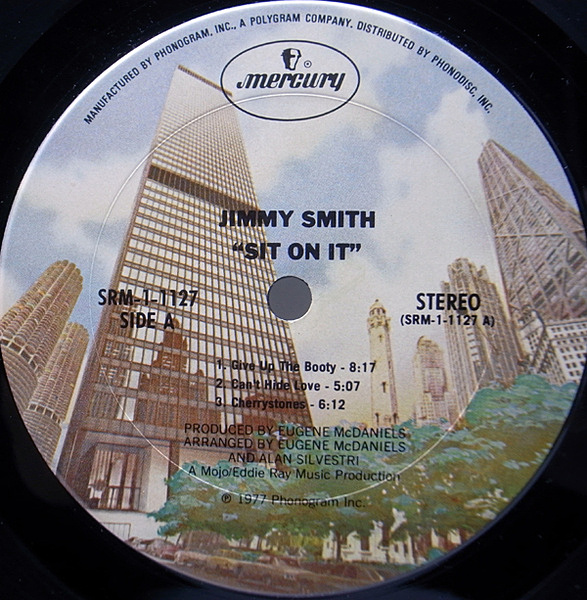 MANUFACTURED BY PHONOGRAM, INC., A POLYGRAM COMPANY. DISTRIBUTED BY PHONODISC, INC.
mercury
JIMMY SMITH
“SIT ON IT”
SRM-1-1127
SIDE A
STEREO
(SRM-1-1127 A)
1. Give Up The Booty - 8:17
2. Can't Hide Love - 5:07
3. Cherrystones - 6:12
PRODUCED BY EUGENE McDANIELS
ARRANGED BY EUGENE McDANIELS
AND ALAN SILVESTRI
A Mojo/Eddie Ray Music Production
℗ 1977 Phonogram Inc.